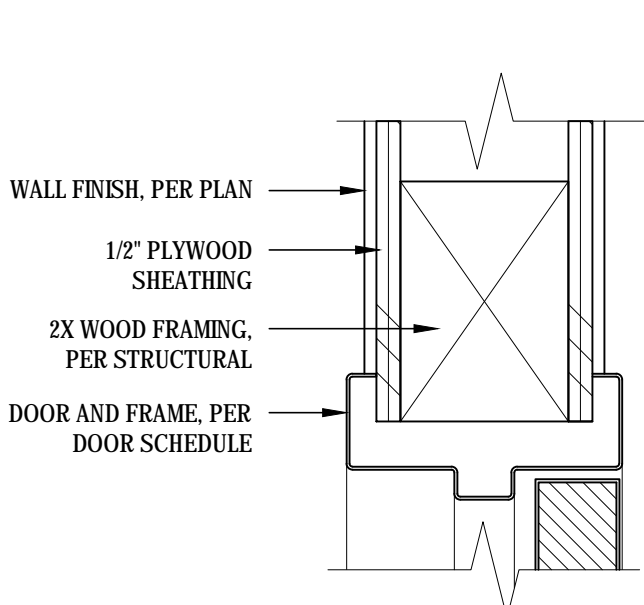 WALL FINISH, PER PLAN
1/2" PLYWOOD
SHEATHING
2X WOOD FRAMING,
PER STRUCTURAL
DOOR AND FRAME, PER
DOOR SCHEDULE